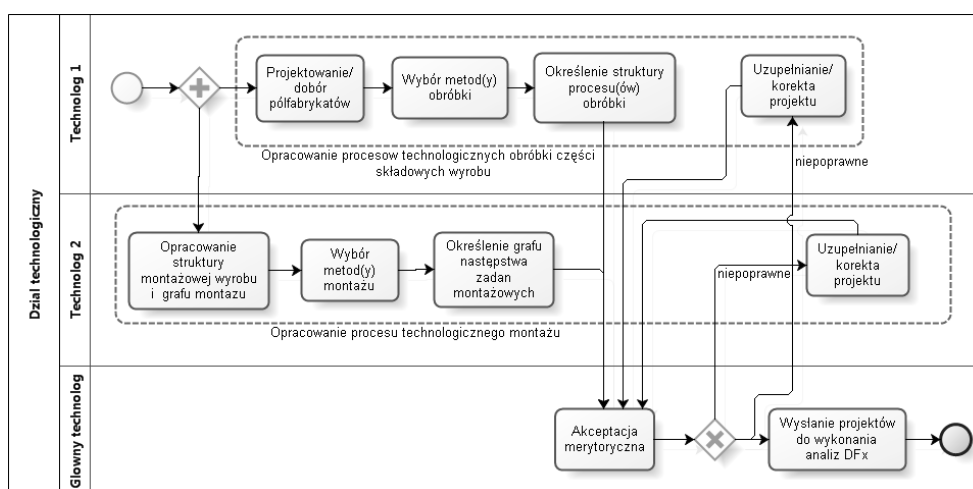 Dzial technologiczny
Technolog 1
Projektowanie/
dobór
półfabrykatów
Wybór metod(y)
obróbki
Określenie struktury
procesu(ów)
obróbki
Uzupełnianie/
korekta
projektu
Opracowanie procesow technologicznych obróbki części
składowych wyrobu
niepoprawne
Technolog 2
Opracowanie
struktury
montażowej wyrobu
i grafu montazu
Wybór
metod(y)
montażu
Określenie grafu
następstwa
zadan
montażowych
niepoprawne
Uzupełnianie/
korekta
projektu
Opracowanie procesu technologicznego montażu
Glowny technolog
Akceptacja
merytoryczna
Wysłanie projektów
do wykonania
analiz DFx